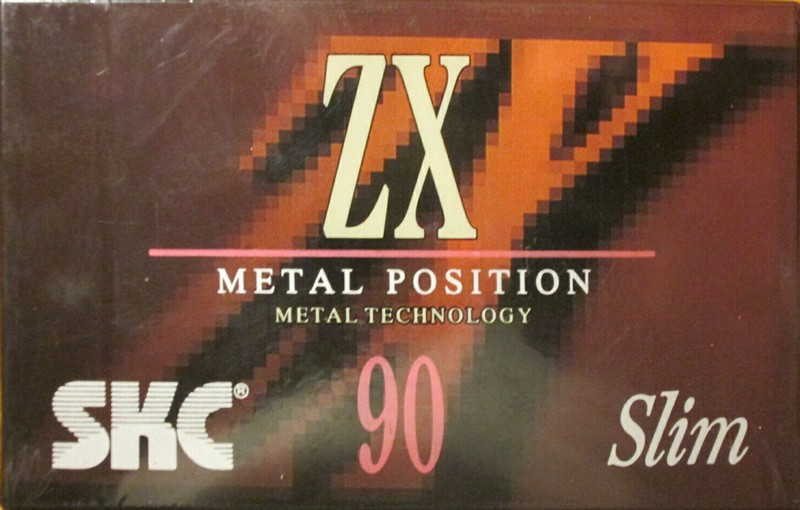 ZX
METAL POSITION
METAL TECHNOLOGY
90
SKC®
Slim